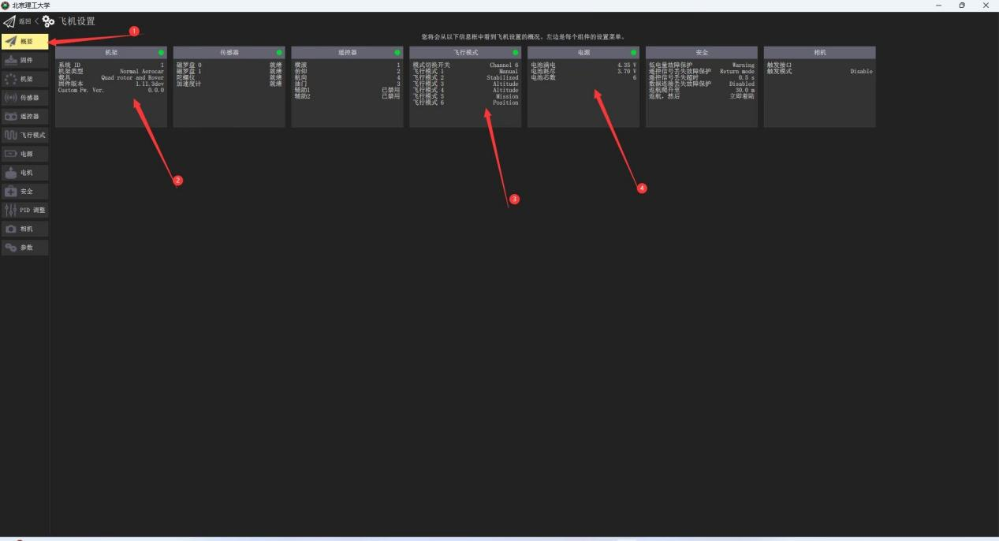 北京理工大学
返回 < 飞机设置
1
概要
固件
机架
传感器
遥控器
飞行模式
电源
电机
安全
PID 调整
相机
参数
您将会从以下信息框中看到飞机设置的概况。左边是每个组件的设置菜单。
机架
系统 ID 1
机架类型 Normal Aerocar
载具 Quad rotor and Rover
固件版本 1.11.3dev
Custom Fw. Ver. 0.0.0
2
传感器
磁罗盘 0 就绪
磁罗盘 1 就绪
陀螺仪 就绪
加速度计 就绪
遥控器
横滚 1
俯仰 2
航向 4
油门 3
辅助1 已禁用
辅助2 已禁用
飞行模式
模式切换开关 Channel 6
飞行模式 1 Manual
飞行模式 2 Stabilized
飞行模式 3 Altitude
飞行模式 4 Altitude
飞行模式 5 Mission
飞行模式 6 Position
3
电源
电池满电 4.35 V
电池耗尽 3.70 V
电池芯数 6
4
安全
低电量故障保护 Warning
遥控信号丢失故障保护 Return mode
遥控信号丢失超时 0.5 s
数据连接丢失故障保护 Disabled
返航爬升至 30.0 m
返航，然后 立即着陆
相机
触发接口
触发模式 Disable